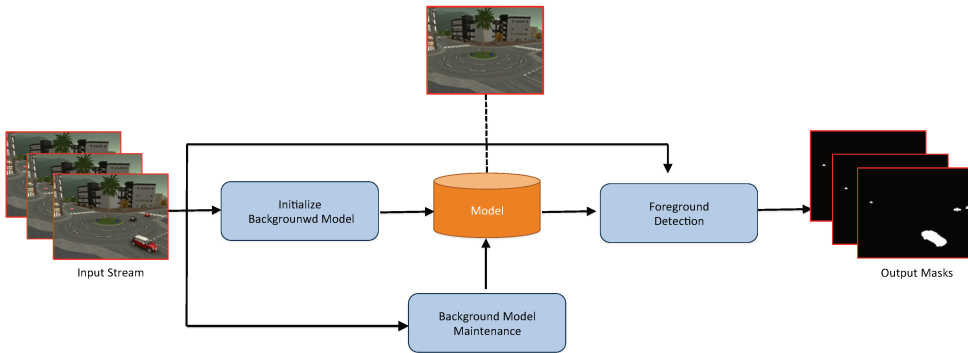 Input Stream
Initialize
Backgrounwd Model
Model
Background Model
Maintenance
Foreground
Detection
Output Masks